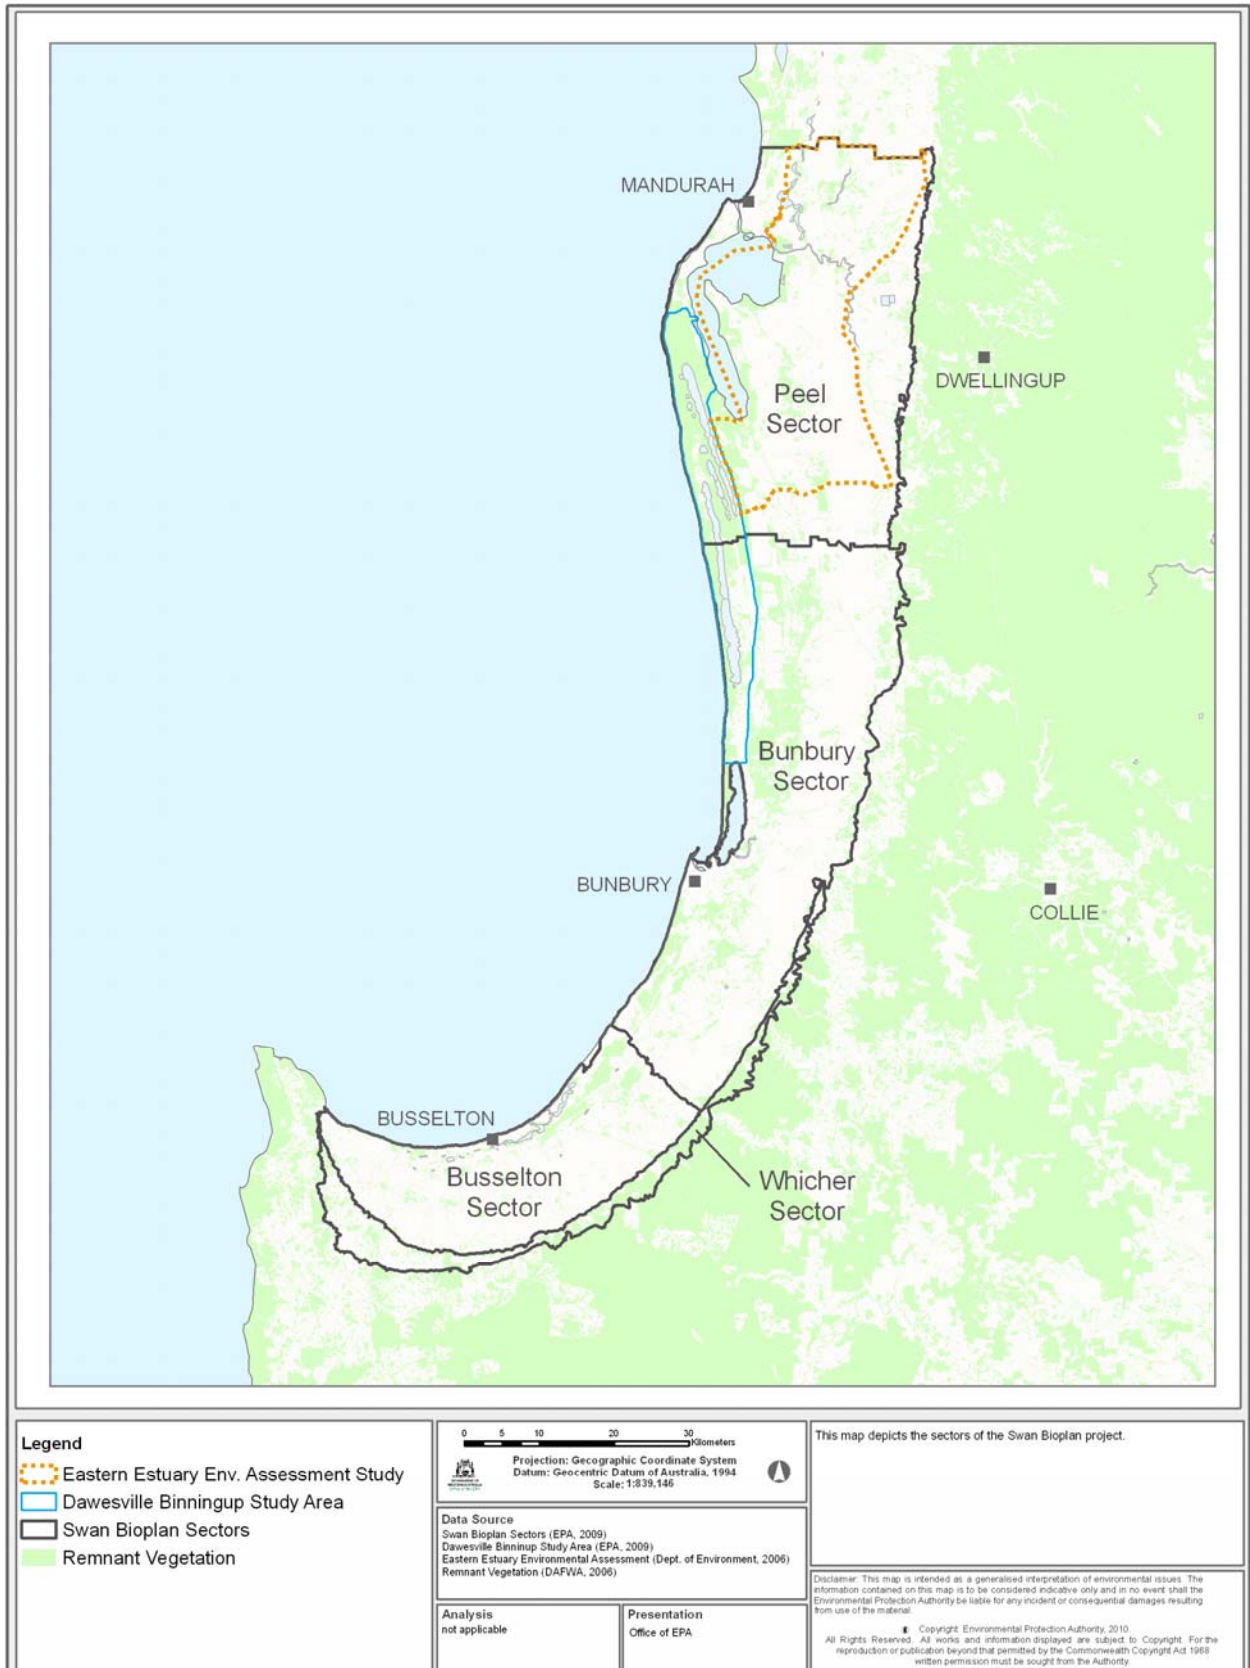 MANDURAH
DWELLINGUP
Peel
Sector
Bunbury
Sector
BUNBURY
COLLIE
BUSSELTON
Busselton
Sector
Whicher
Sector
Legend
Eastern Estuary Env. Assessment Study
Dawesville Binningup Study Area
Swan Bioplan Sectors
Remnant Vegetation
0 5 10 20 30
Kilometers
Projection: Geographic Coordinate System
Datum: Geocentric Datum of Australia, 1994
Scale: 1:839,146
Data Source
Swan Bioplan Sectors (EPA, 2009)
Dawesville Binninup Study Area (EPA, 2009)
Eastern Estuary Environmental Assessment (Dept. of Environment, 2006)
Remnant Vegetation (DAFWA, 2006)
Analysis
not applicable
Presentation
Office of EPA
This map depicts the sectors of the Swan Bioplan project.
Disclaimer: This map is intended as a generalised interpretation of environmental issues. The
information contained on this map is to be considered indicative only and in no event shall the
Environmental Protection Authority be liable for any incident or consequential damages resulting
from use of the material.
Copyright: Environmental Protection Authority, 2010.
All Rights Reserved. All works and information displayed are subject to Copyright. For the
reproduction or publication beyond that permitted by the Commonwealth Copyright Act 1968
written permission must be sought from the Authority.